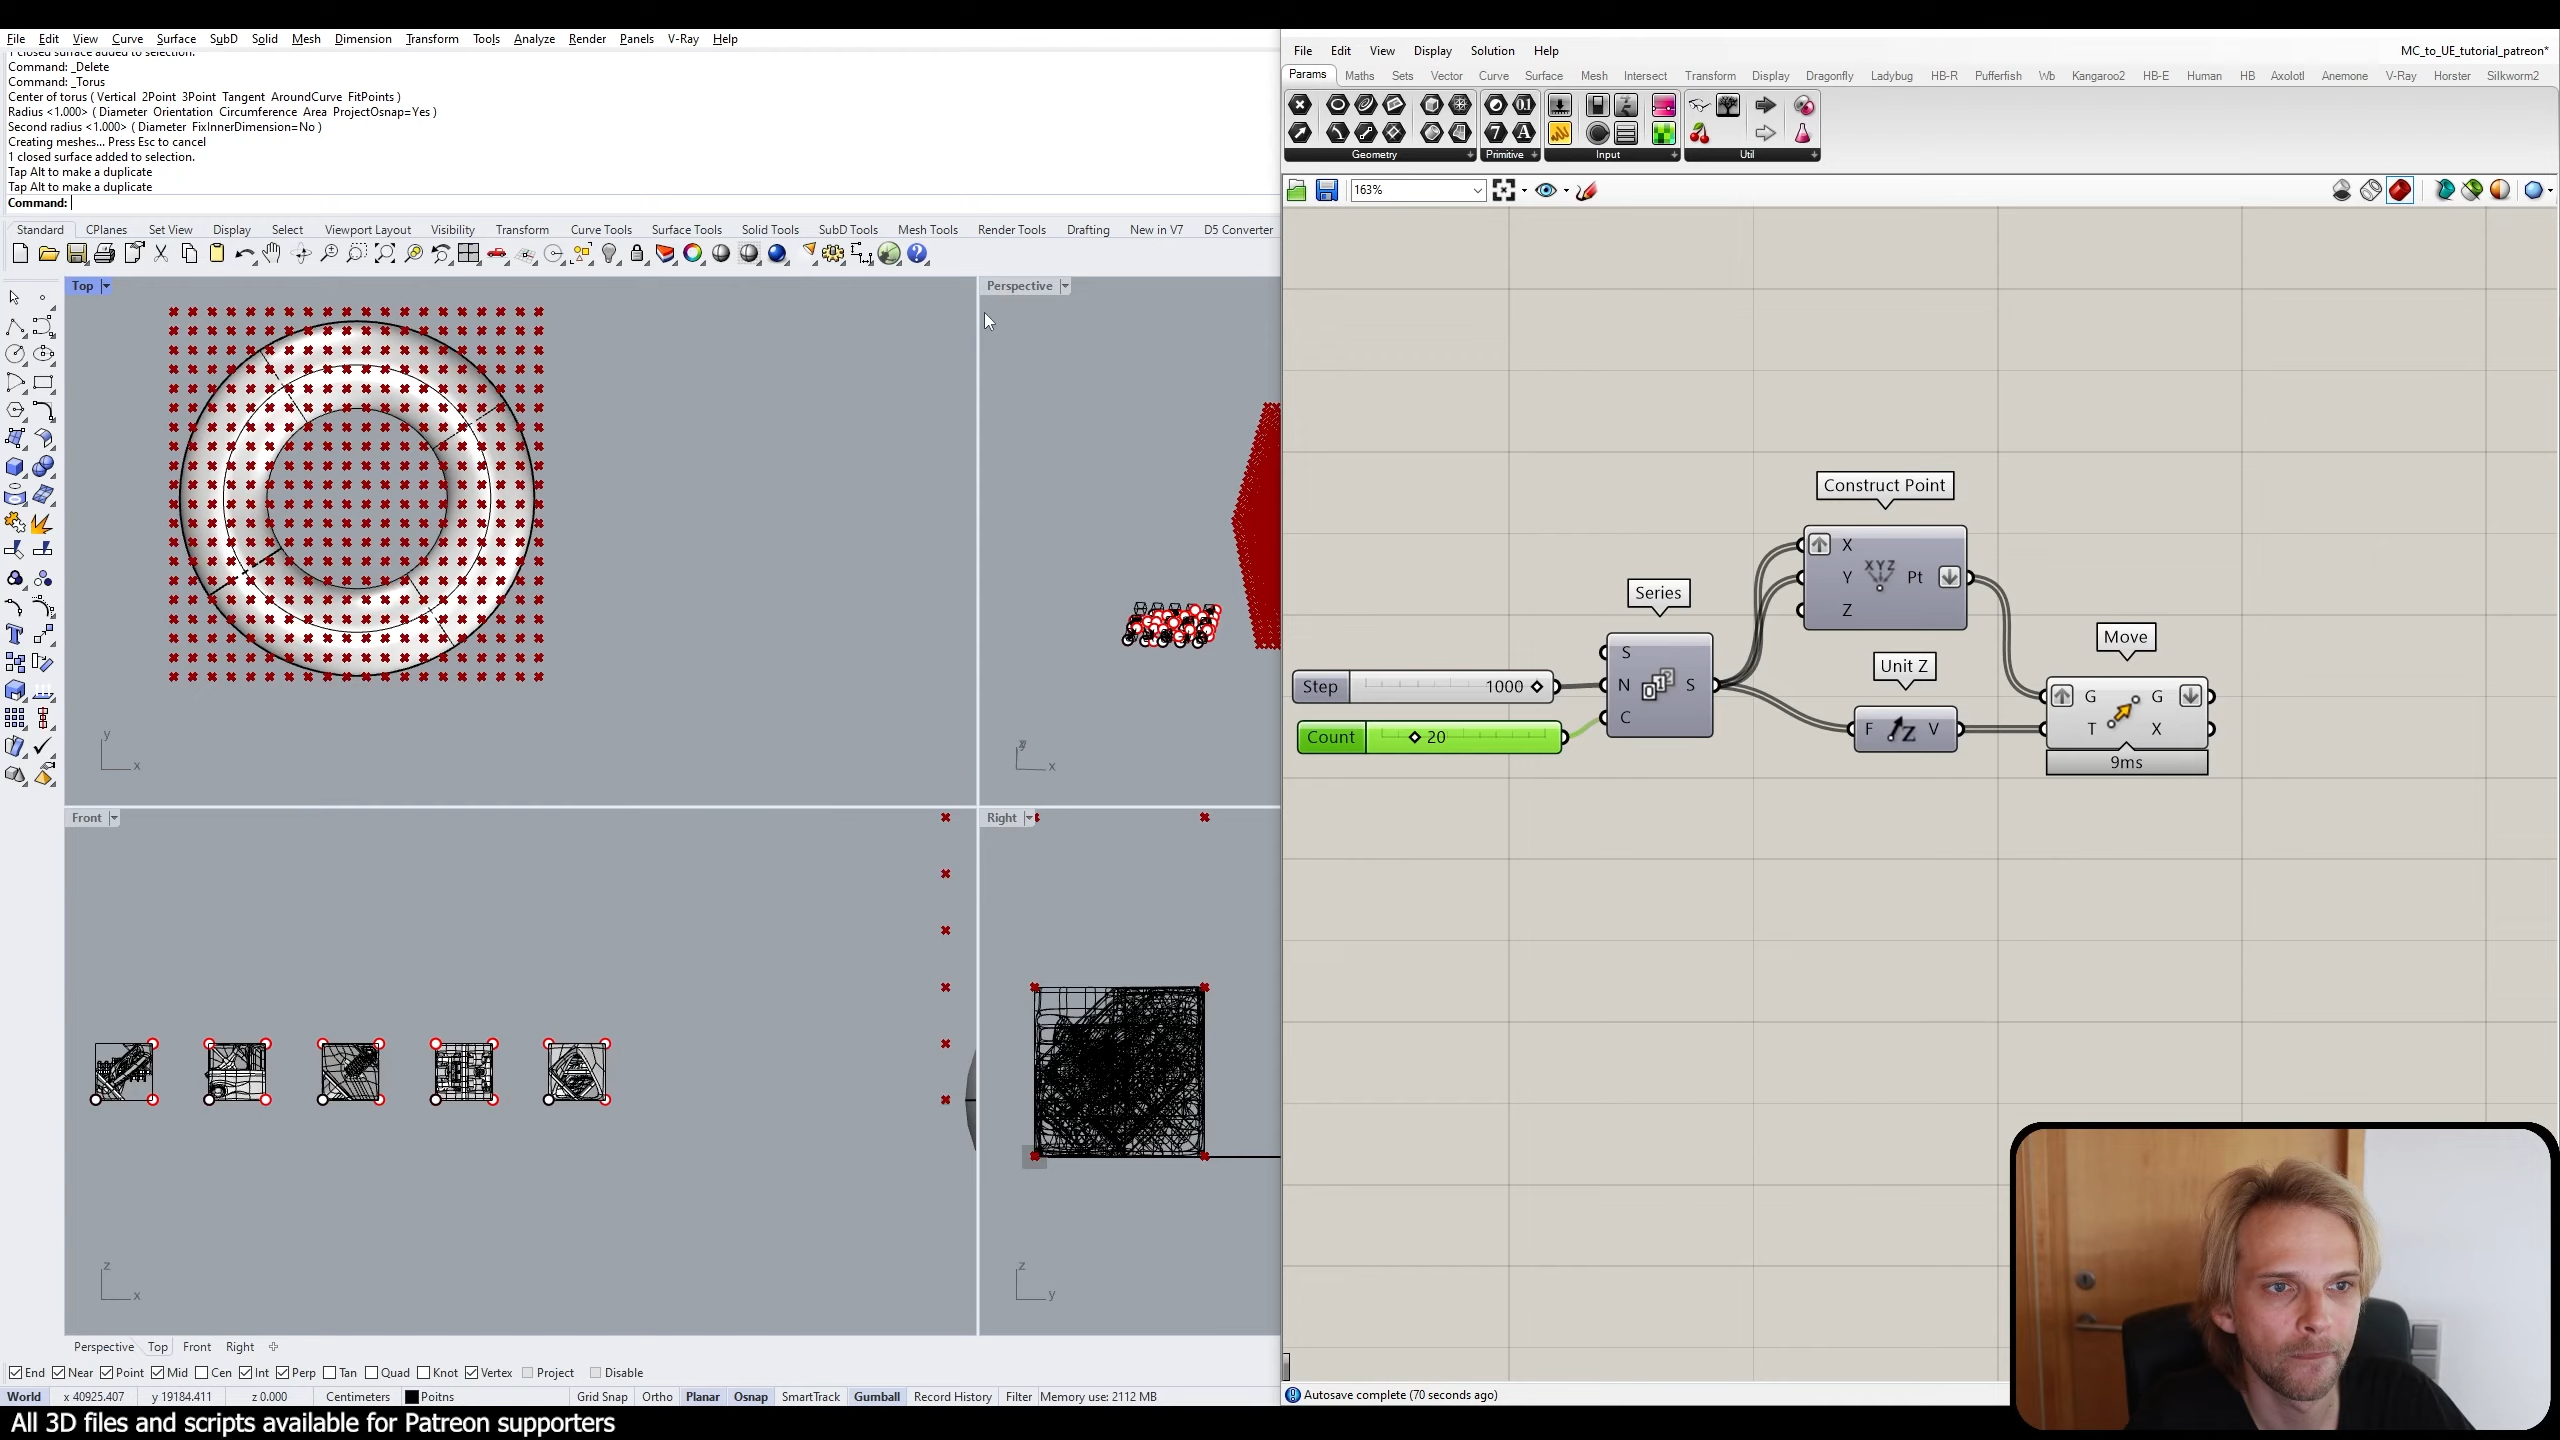 File Edit View Curve Surface SubD Solid Mesh Dimension Transform Tools Analyze Render Panels V-Ray Help
1 closed surface added to selection.
Command: _Delete
Command: _Torus
Center of torus ( Vertical 2Point 3Point Tangent AroundCurve FitPoints )
Radius <1.000> ( Diameter Orientation Circumference Area ProjectOsnap=Yes )
Second radius <1.000> ( Diameter FixInnerDimension=No )
Creating meshes... Press Esc to cancel
1 closed surface added to selection.
Tap Alt to make a duplicate
Tap Alt to make a duplicate
Command:
Standard CPlanes Set View Display Select Viewport Layout Visibility Transform Curve Tools Surface Tools Solid Tools SubD Tools Mesh Tools Render Tools Drafting New in V7 D5 Converter
Top
Perspective
y
x
x
Front
Right
z
x
z
y
Perspective Top Front Right
End Near Point Mid Cen Int Perp Tan Quad Knot Vertex Project Disable
World x 40925.407 y 19184.411 z 0.000 Centimeters Poitns Grid Snap Ortho Planar Osnap SmartTrack Gumball Record History Filter Memory use: 2112 MB
All 3D files and scripts available for Patreon supporters
File Edit View Display Solution Help
MC_to_UE_tutorial_patreon*
Params Maths Sets Vector Curve Surface Mesh Intersect Transform Display Dragonfly Ladybug HB-R Pufferfish Wb Kangaroo2 HB-E Human HB Axolotl Anemone V-Ray Horster Silkworm2
Geometry Primitive Input Util
163%
Construct Point
X
Y
Z
XYZ
Pt
Series
S
N
C
S
Step 1000
Count 20
Unit Z
F Z V
Move
G G
T X
9ms
Autosave complete (70 seconds ago)